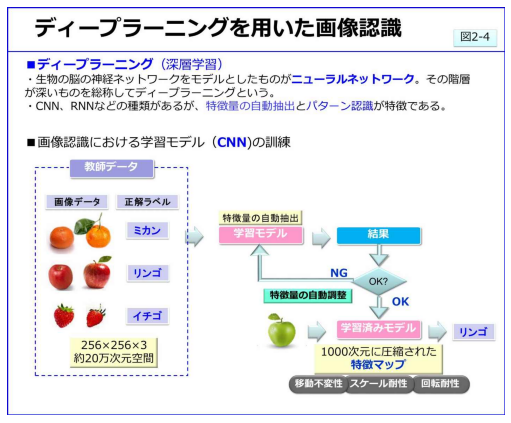 ディープラーニングを用いた画像認識
図2-4
■ディープラーニング（深層学習）
・生物の脳の神経ネットワークをモデルとしたものがニューラルネットワーク。その階層
が深いものを総称してディープラーニングという。
・CNN、RNNなどの種類があるが、特徴量の自動抽出とパターン認識が特徴である。
■画像認識における学習モデル（CNN)の訓練
教師データ
画像データ
正解ラベル
ミカン
リンゴ
イチゴ
256×256×3
約20万次元空間
特徴量の自動抽出
学習モデル
結果
NG
OK?
特徴量の自動調整
OK
学習済みモデル
リンゴ
1000次元に圧縮された
特徴マップ
移動不変性
スケール耐性
回転耐性